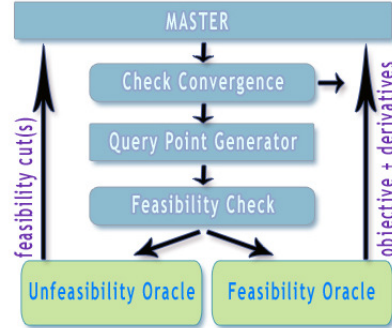 MASTER
Check Convergence
Query Point Generator
Feasibility Check
Unfeasibility Oracle
Feasibility Oracle
feasibility cut(s)
objective + derivatives